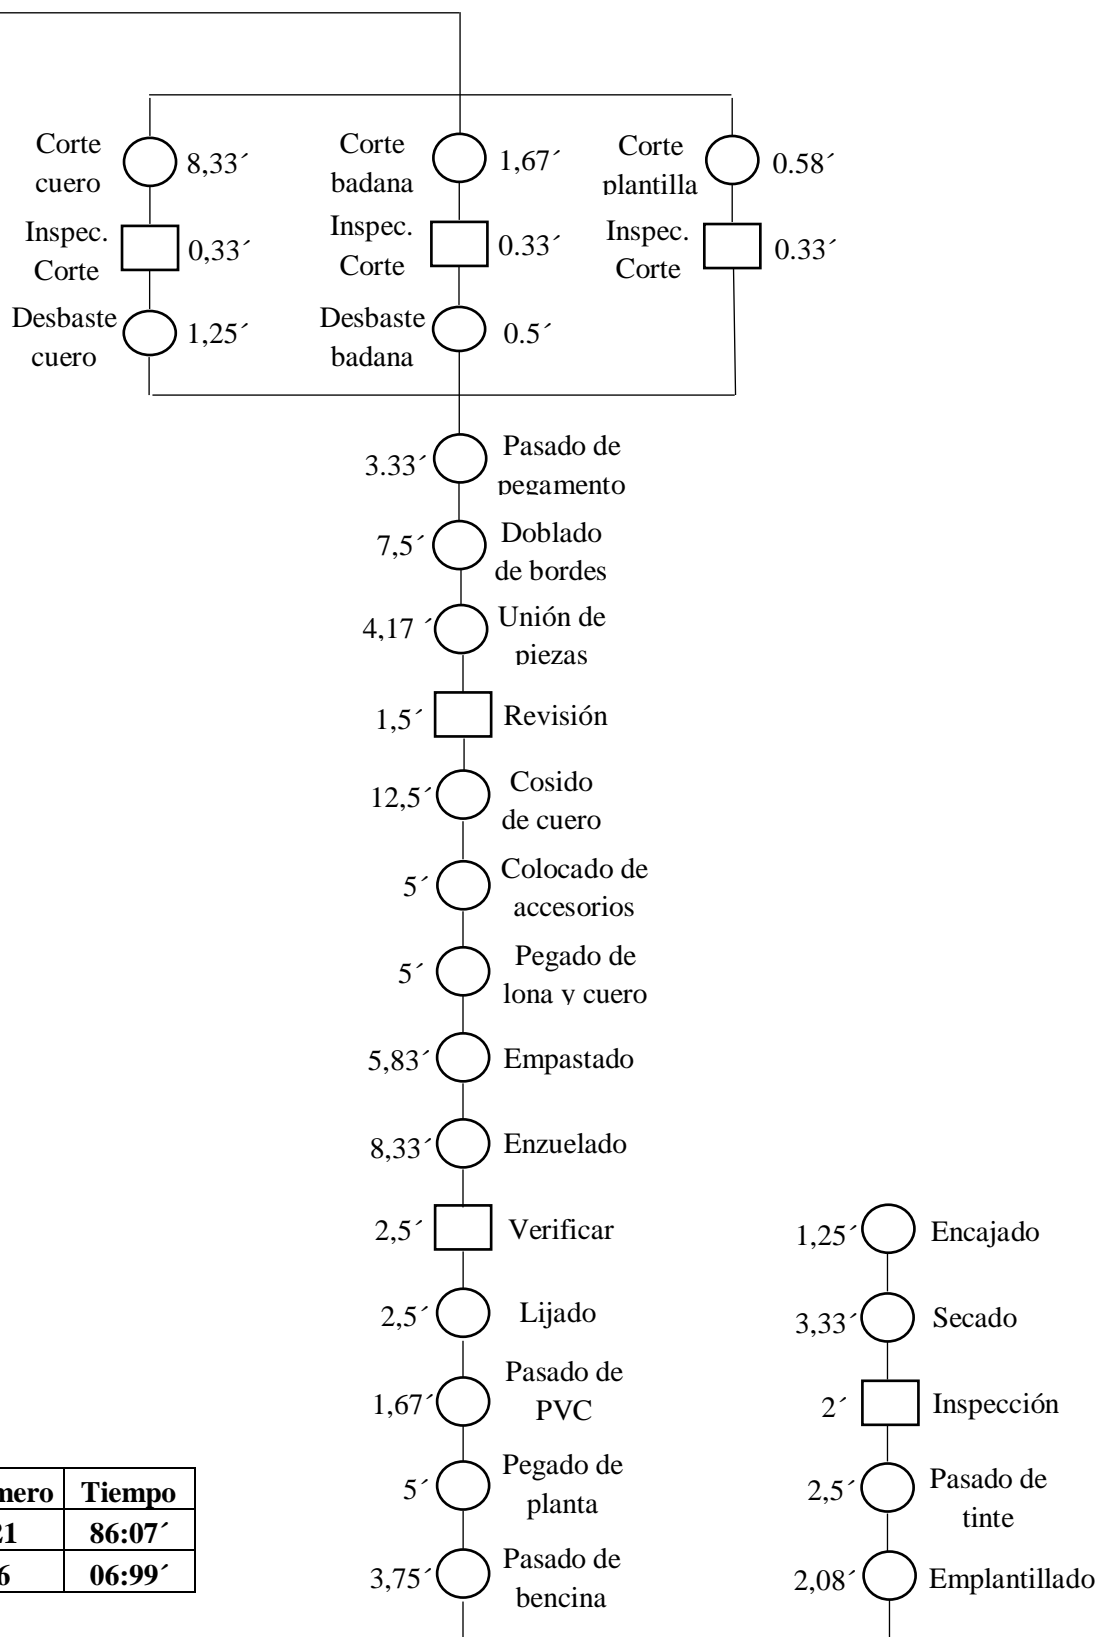 Corte
cuero
8,33´
Corte
badana
1,67´
Corte
plantilla
0.58´
Inspec.
Corte
0,33´
Inspec.
Corte
0.33´
Inspec.
Corte
0.33´
Desbaste
cuero
1,25´
Desbaste
badana
0.5´
3.33´
Pasado de
pegamento
7,5´
Doblado
de bordes
4,17 ´
Unión de
piezas
1,5´
Revisión
12,5´
Cosido
de cuero
5´
Colocado de
accesorios
5´
Pegado de
lona y cuero
5,83´
Empastado
8,33´
Enzuelado
2,5´
Verificar
2,5´
Lijado
1,67´
Pasado de
PVC
5´
Pegado de
planta
3,75´
Pasado de
bencina
1,25´
Encajado
3,33´
Secado
2´
Inspección
2,5´
Pasado de
tinte
2,08´
Emplantillado
mero Tiempo
21 86:07´
6 06:99´